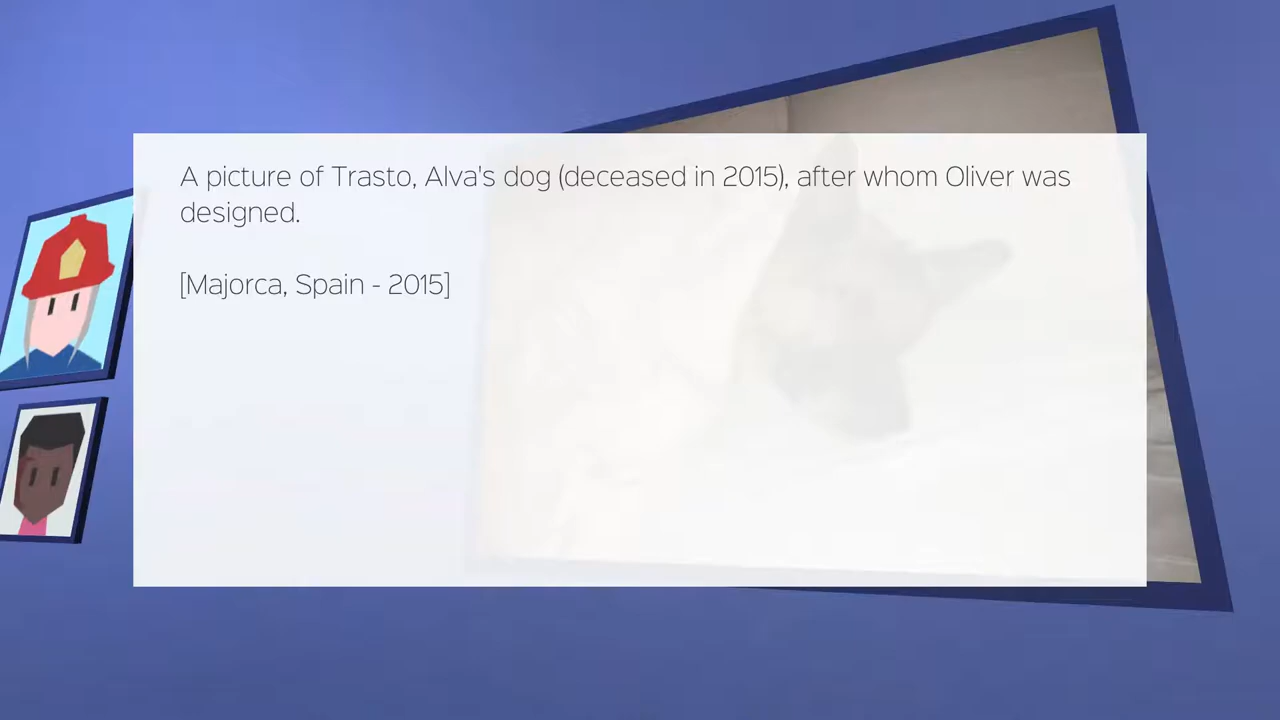 A picture of Trasto, Alva's dog (deceased in 2015), after whom Oliver was
designed.
[Majorca, Spain - 2015]